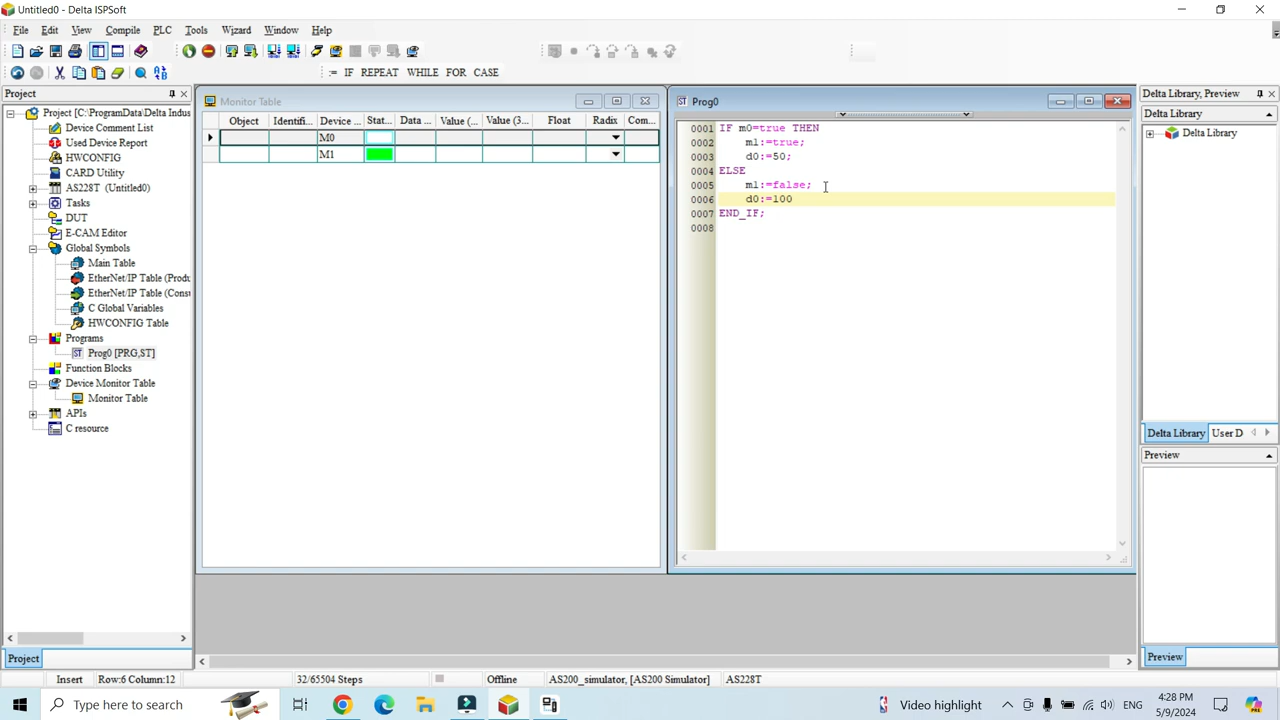 Untitled0 - Delta ISPSoft
File Edit View Compile PLC Tools Wizard Window Help
:= IF REPEAT WHILE FOR CASE
Project
Project [C:\ProgramData\Delta Indus
Device Comment List
Used Device Report
HWCONFIG
CARD Utility
AS228T (Untitled0)
Tasks
DUT
E-CAM Editor
Global Symbols
Main Table
EtherNet/IP Table (Produ
EtherNet/IP Table (Cons
C Global Variables
HWCONFIG Table
Programs
Prog0 [PRG,ST]
Function Blocks
Device Monitor Table
Monitor Table
APIs
C resource
Project
Monitor Table
Object Identifi... Device ... Stat... Data ... Value (... Value (3... Float Radix Com...
M0
M1
Prog0
0001 IF m0=true THEN
0002 m1:=true;
0003 d0:=50;
0004 ELSE
0005 m1:=false;
0006 d0:=100
0007 END_IF;
0008
Delta Library, Preview
Delta Library
Delta Library
Delta Library User D
Preview
Preview
Insert Row:6 Column:12 32/65504 Steps Offline AS200_simulator, [AS200 Simulator] AS228T
Type here to search
Video highlight
ENG
4:28 PM
5/9/2024